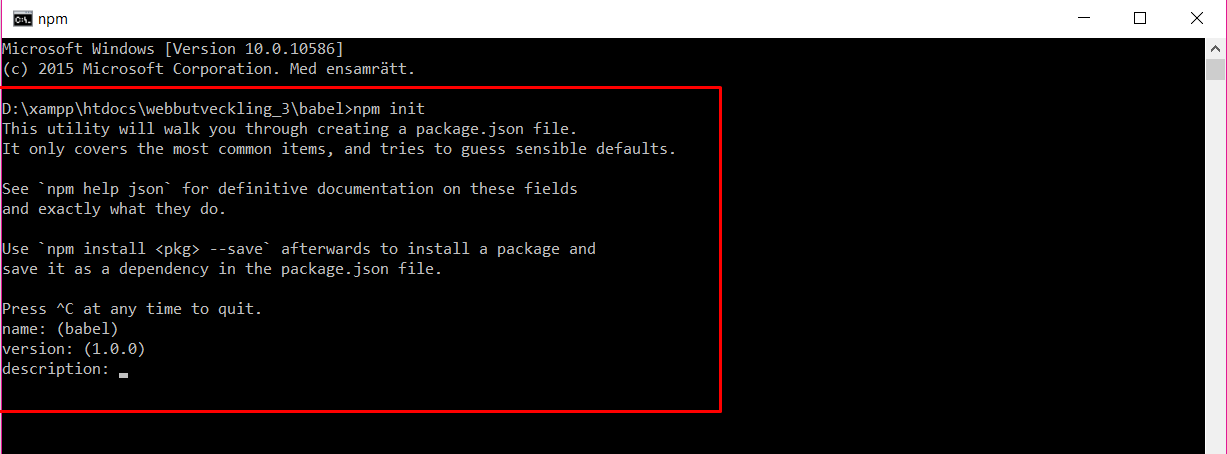 npm
Microsoft Windows [Version 10.0.10586]
(c) 2015 Microsoft Corporation. Med ensamrätt.
D:\xampp\htdocs\webbutveckling_3\babel>npm init
This utility will walk you through creating a package.json file.
It only covers the most common items, and tries to guess sensible defaults.
See `npm help json` for definitive documentation on these fields
and exactly what they do.
Use `npm install <pkg> --save` afterwards to install a package and
save it as a dependency in the package.json file.
Press ^C at any time to quit.
name: (babel)
version: (1.0.0)
description: